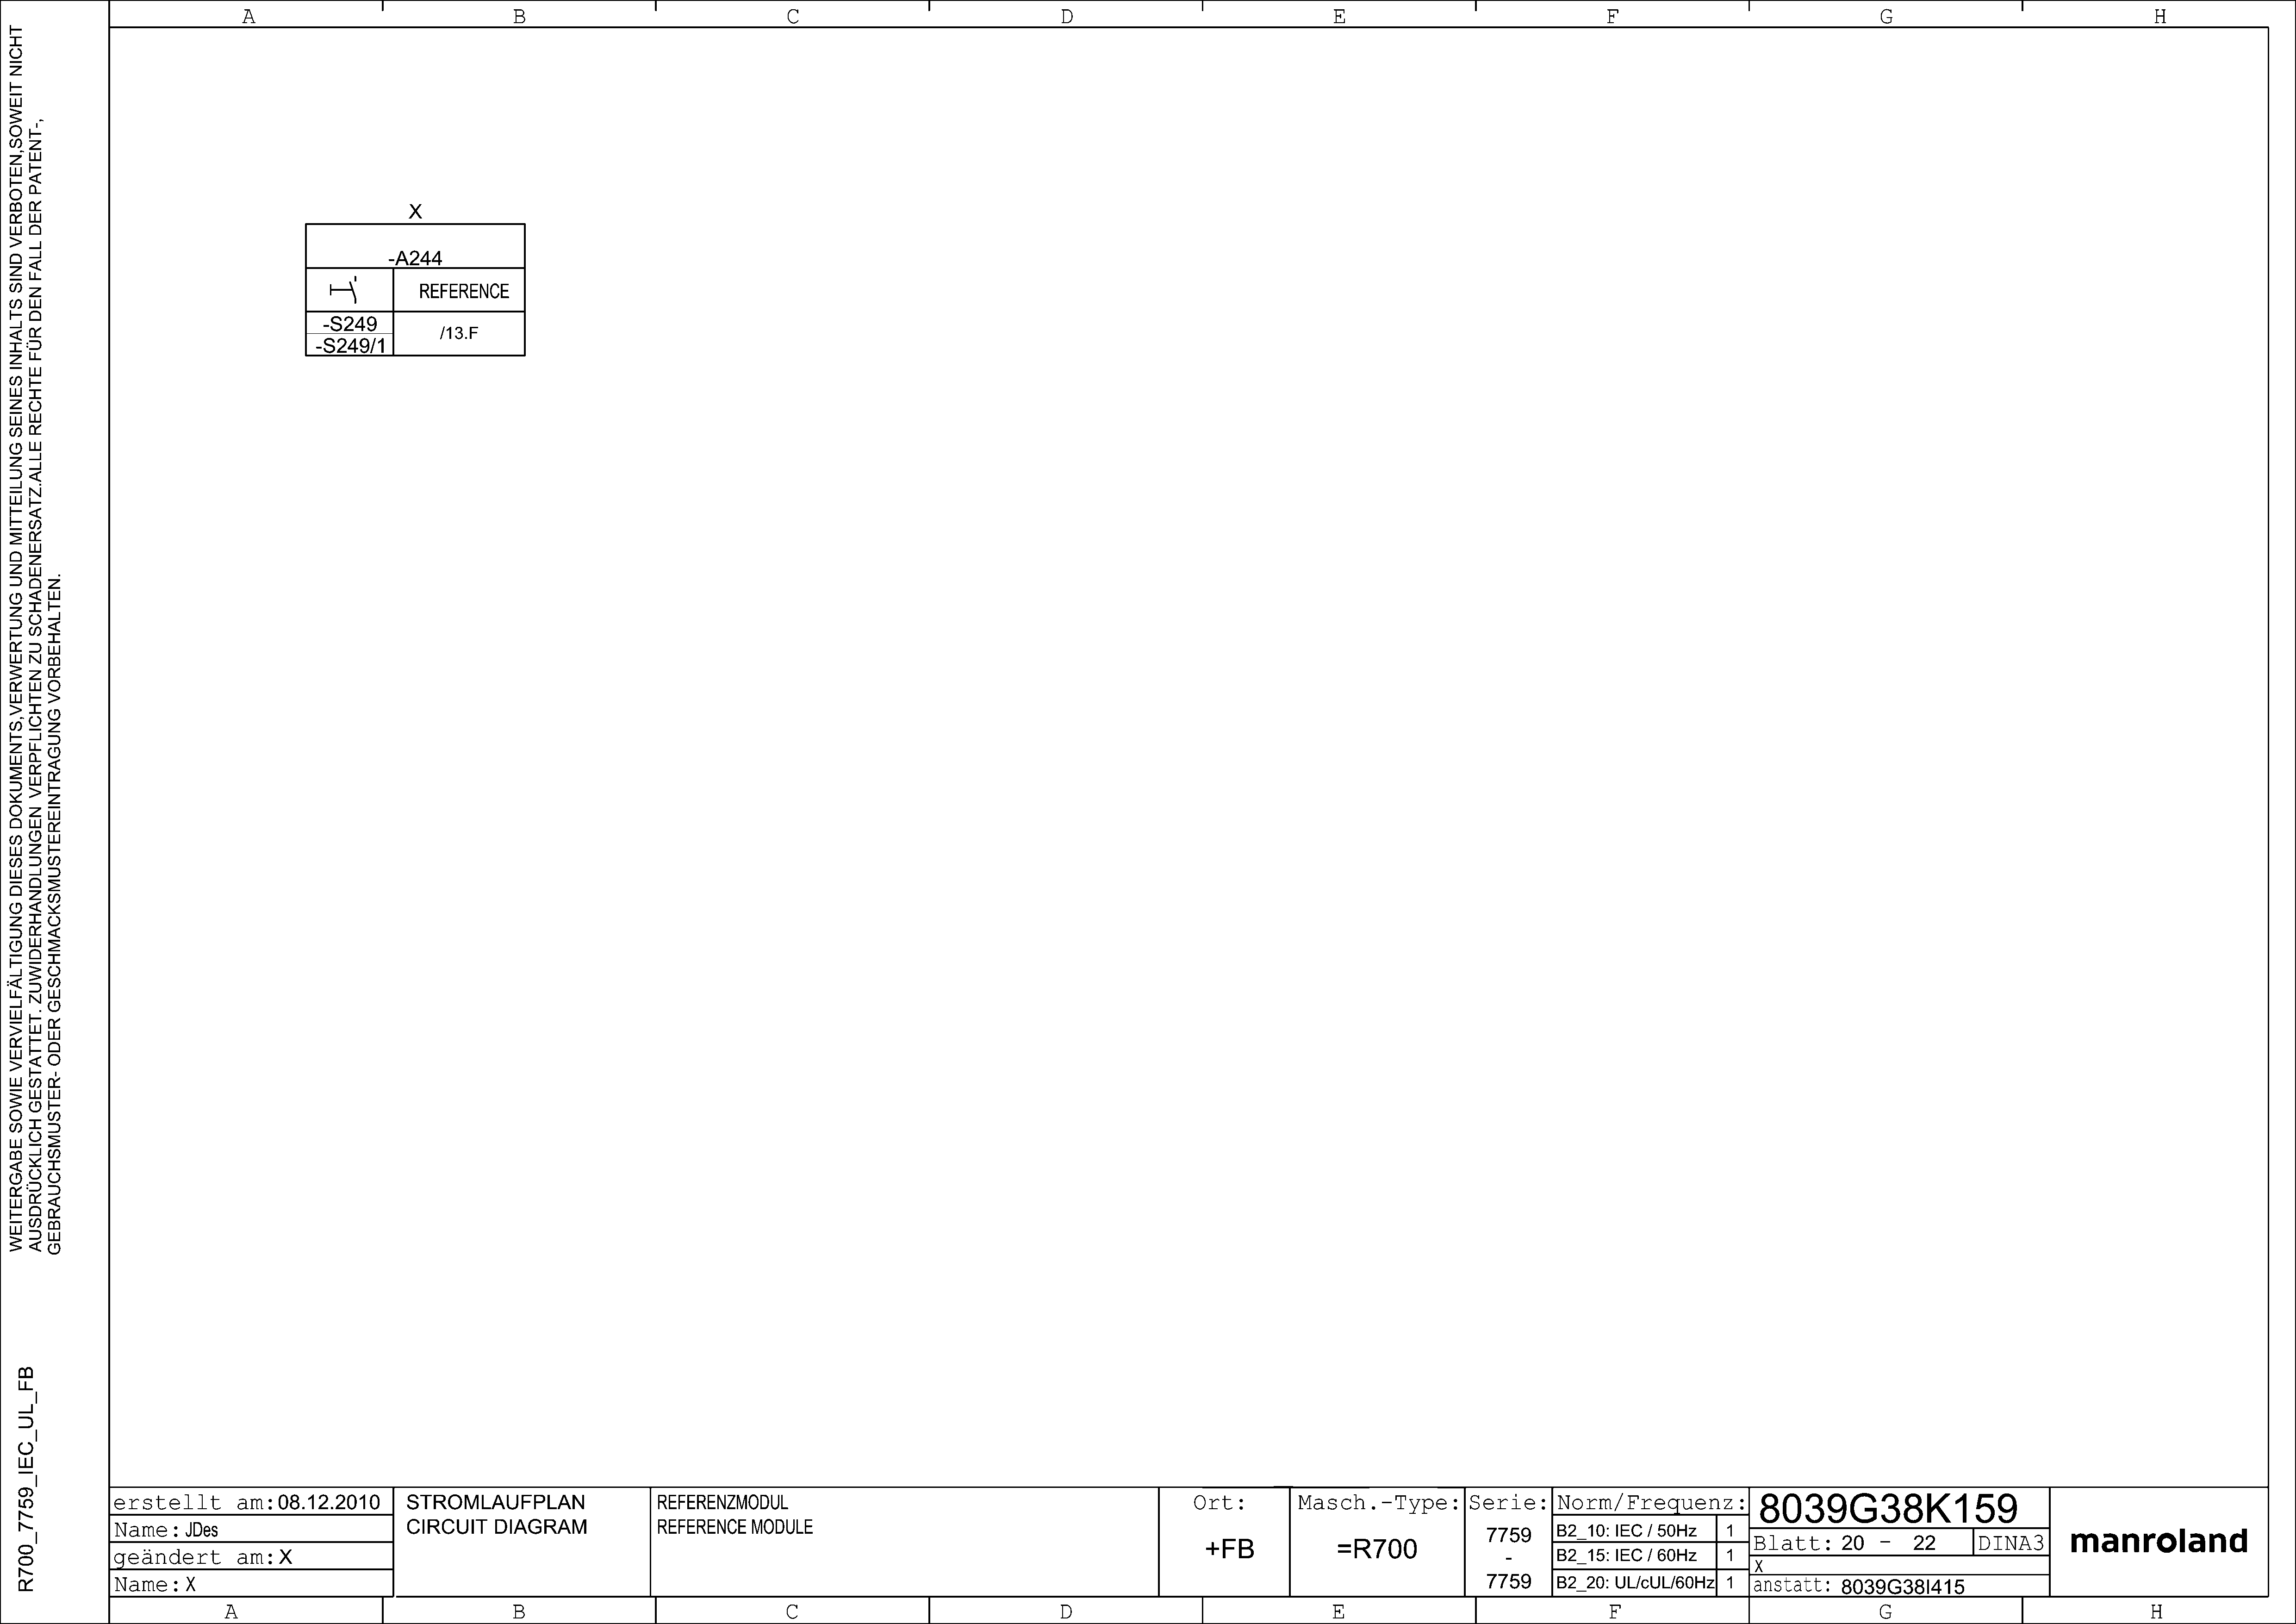 A B C D E F G H
WEITERGABE SOWIE VERVIELFÄLTIGUNG DIESES DOKUMENTS,VERWERTUNG UND MITTEILUNG SEINES INHALTS SIND VERBOTEN,SOWEIT NICHT
AUSDRÜCKLICH GESTATTET. ZUWIDERHANDLUNGEN VERPFLICHTEN ZU SCHADENERSATZ.ALLE RECHTE FÜR DEN FALL DER PATENT-,
GEBRAUCHSMUSTER- ODER GESCHMACKSMUSTEREINTRAGUNG VORBEHALTEN.
R700_7759_IEC_UL_FB
X
-A244
REFERENCE
-S249
-S249/1
/13.F
erstellt am: 08.12.2010
Name: JDes
geändert am: X
Name: X
STROMLAUFPLAN
CIRCUIT DIAGRAM
REFERENZMODUL
REFERENCE MODULE
Ort:
+FB
Masch.-Type:
=R700
Serie:
7759
-
7759
Norm/Frequenz:
B2_10: IEC / 50Hz 1
B2_15: IEC / 60Hz 1
B2_20: UL/cUL/60Hz 1
8039G38K159
Blatt: 20 - 22 DINA3
X
anstatt: 8039G38I415
manroland
A B C D E F G H